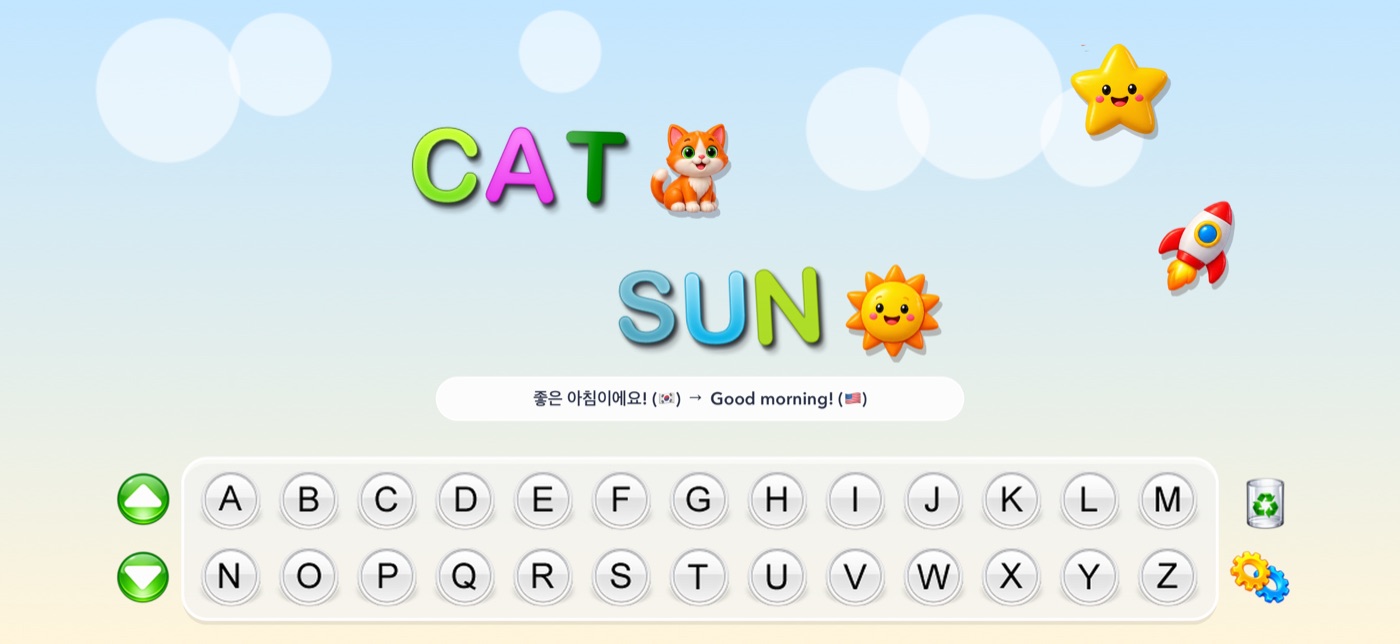 CAT
SUN
좋은 아침이에요! (🇰🇷) → Good morning! (🇺🇸)
A B C D E F G H I J K L M
N O P Q R S T U V W X Y Z